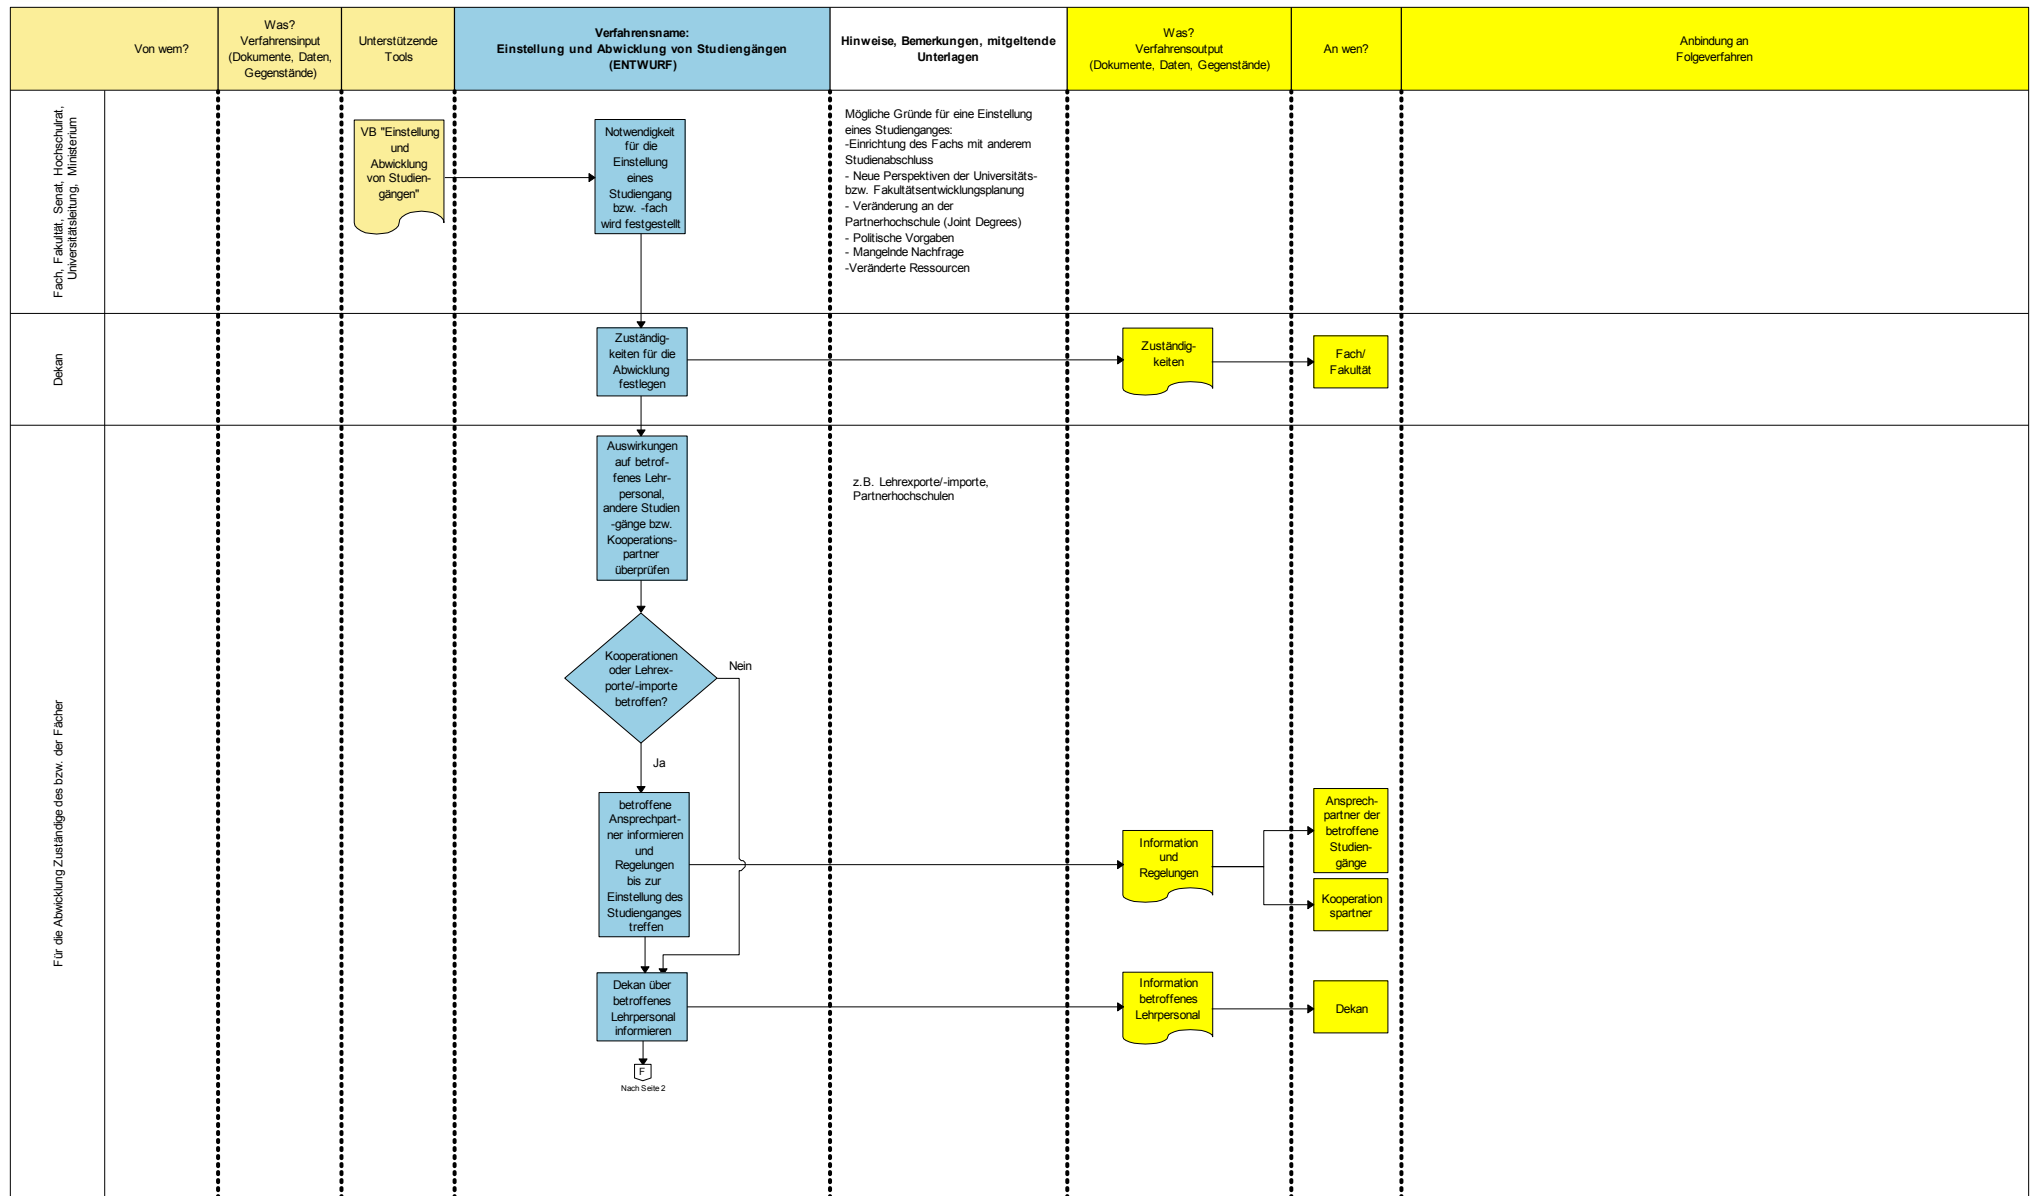 Von wem?
Was?
Verfahrensinput
(Dokumente, Daten,
Gegenstände)
Unterstützende
Tools
Verfahrensname:
Einstellung und Abwicklung von Studiengängen
(ENTWURF)
Hinweise, Bemerkungen, mitgeltende
Unterlagen
Was?
Verfahrensoutput
(Dokumente, Daten, Gegenstände)
An wen?
Anbindung an
Folgeverfahren
Fach, Fakultät, Senat, Hochschulrat,
Universitätsleitung, Ministerium
VB "Einstellung
und
Abwicklung
von Studien-
gängen"
Notwendigkeit
für die
Einstellung
eines
Studiengang
bzw. -fach
wird festgestellt
Mögliche Gründe für eine Einstellung
eines Studienganges:
-Einrichtung des Fachs mit anderem
Studienabschluss
- Neue Perspektiven der Universitäts-
bzw. Fakultätsentwicklungsplanung
- Veränderung an der
Partnerhochschule (Joint Degrees)
- Politische Vorgaben
- Mangelnde Nachfrage
-Veränderte Ressourcen
Dekan
Zuständig-
keiten für die
Abwicklung
festlegen
Zuständig-
keiten
Fach/
Fakultät
Für die Abwicklung Zuständige des bzw. der Fächer
Auswirkungen
auf betrof-
fenes Lehr-
personal,
andere Studien
-gänge bzw.
Kooperations-
partner
überprüfen
z.B. Lehrexporte/-importe,
Partnerhochschulen
Kooperationen
oder Lehrex-
porte/-importe
betroffen?
Nein
Ja
betroffene
Ansprechpart-
ner informieren
und
Regelungen
bis zur
Einstellung des
Studienganges
treffen
Information
und
Regelungen
Ansprech-
partner der
betroffene
Studien-
gänge
Kooperation
spartner
Dekan über
betroffenes
Lehrpersonal
informieren
Information
betroffenes
Lehrpersonal
Dekan
F
Nach Seite 2